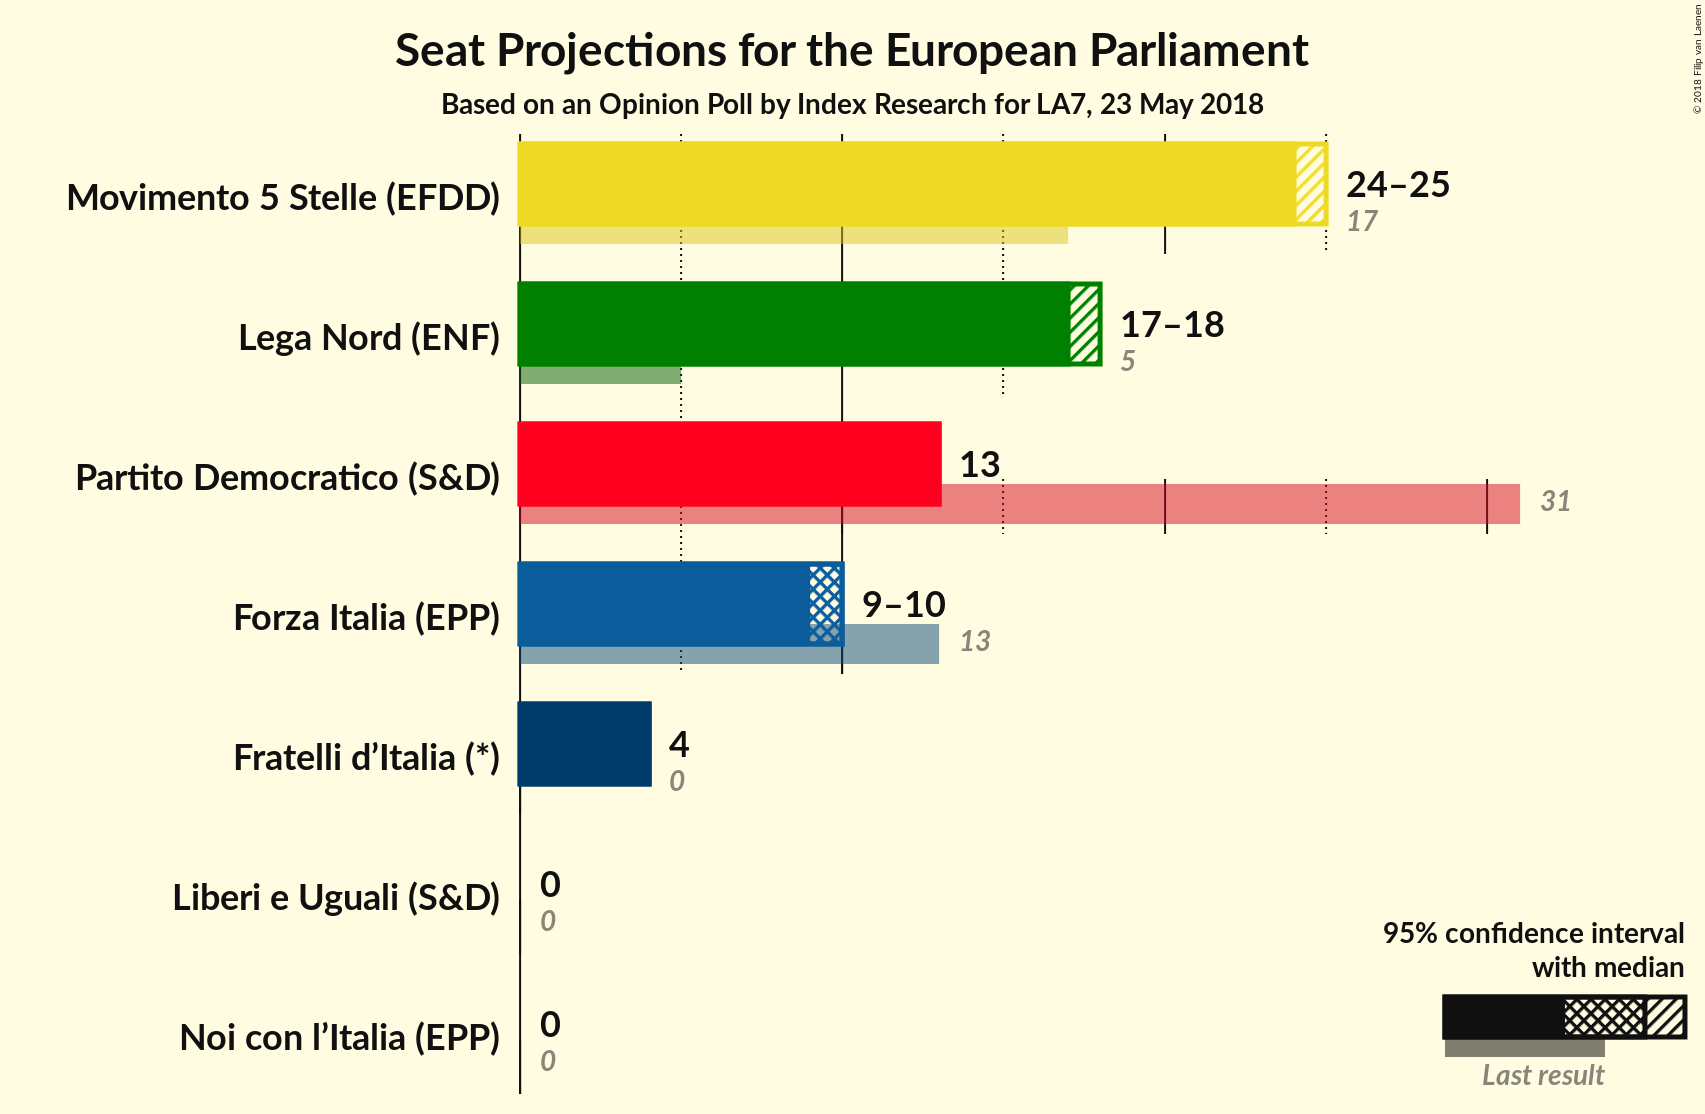 Seat Projections for the European Parliament
Based on an Opinion Poll by Index Research for LA7, 23 May 2018
© 2018 Filip van Laenen
Movimento 5 Stelle (EFDD)
24–25
17
Lega Nord (ENF)
17–18
5
Partito Democratico (S&D)
13
31
Forza Italia (EPP)
9–10
13
Fratelli d’Italia (*)
4
0
Liberi e Uguali (S&D)
0
0
Noi con l’Italia (EPP)
0
0
95% confidence interval
with median
Last result